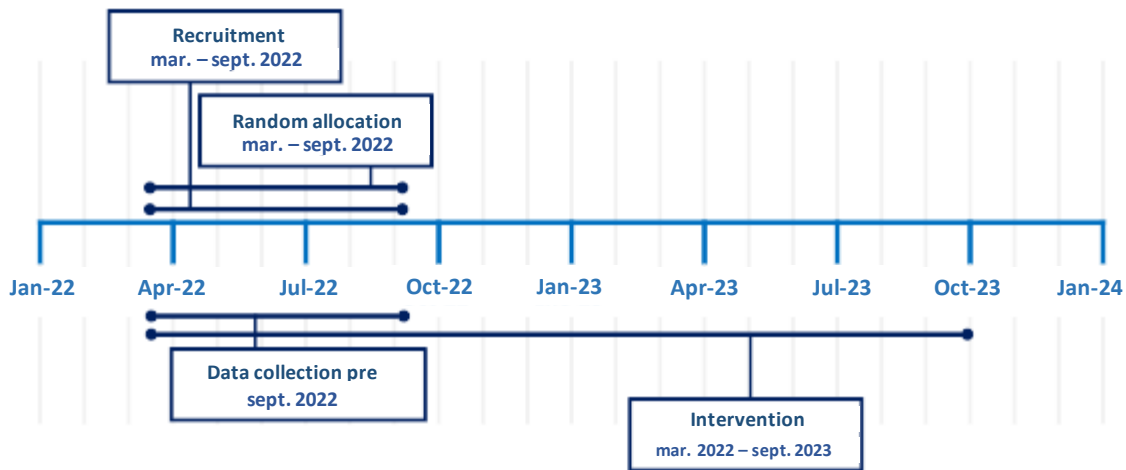 Recruitment
mar. – sept. 2022
Random allocation
mar. – sept. 2022
Jan-22 Apr-22 Jul-22 Oct-22 Jan-23 Apr-23 Jul-23 Oct-23 Jan-24
Data collection pre
sept. 2022
Intervention
mar. 2022 – sept. 2023